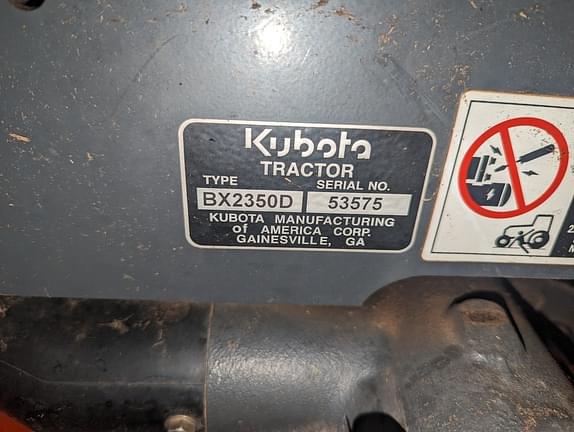 Kubota
TRACTOR
TYPE SERIAL NO.
BX2350D 53575
KUBOTA MANUFACTURING
of AMERICA CORP.
GAINESVILLE, GA